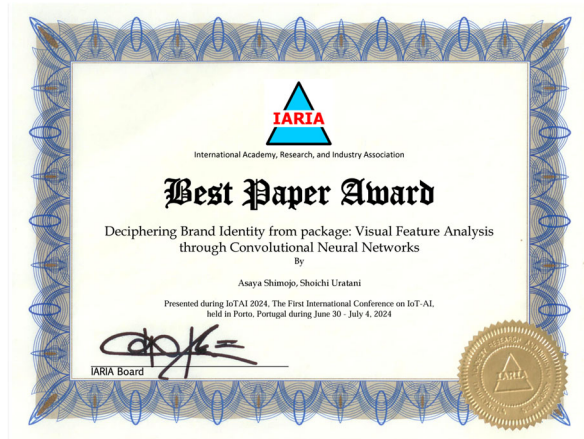 IARIA
International Academy, Research, and Industry Association
Best Paper Award
Deciphering Brand Identity from package: Visual Feature Analysis
through Convolutional Neural Networks
By
Asaya Shimojo, Shoichi Uratani
Presented during IoTAI 2024, The First International Conference on IoT-AI,
held in Porto, Portugal during June 30 - July 4, 2024
IARIA Board
IARIA